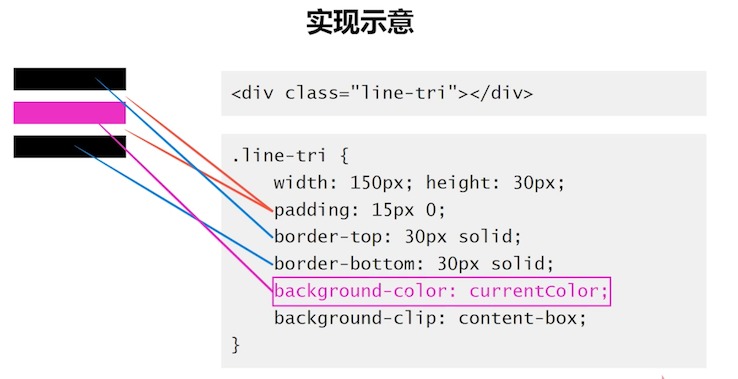 实现示意
<div class="line-tri"></div>
.line-tri {
width: 150px; height: 30px;
padding: 15px 0;
border-top: 30px solid;
border-bottom: 30px solid;
background-color: currentColor;
background-clip: content-box;
}